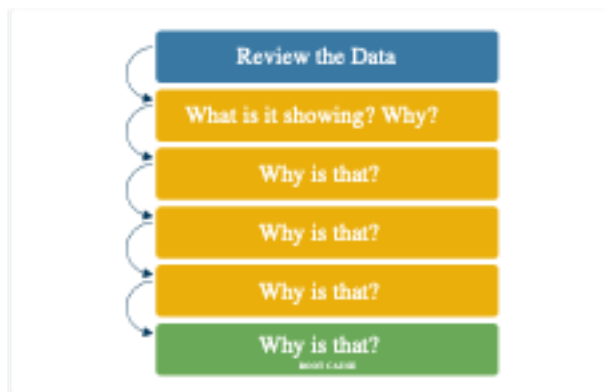 Review the Data
What is it showing? Why?
Why is that?
Why is that?
Why is that?
Why is that?
ROOT CAUSE